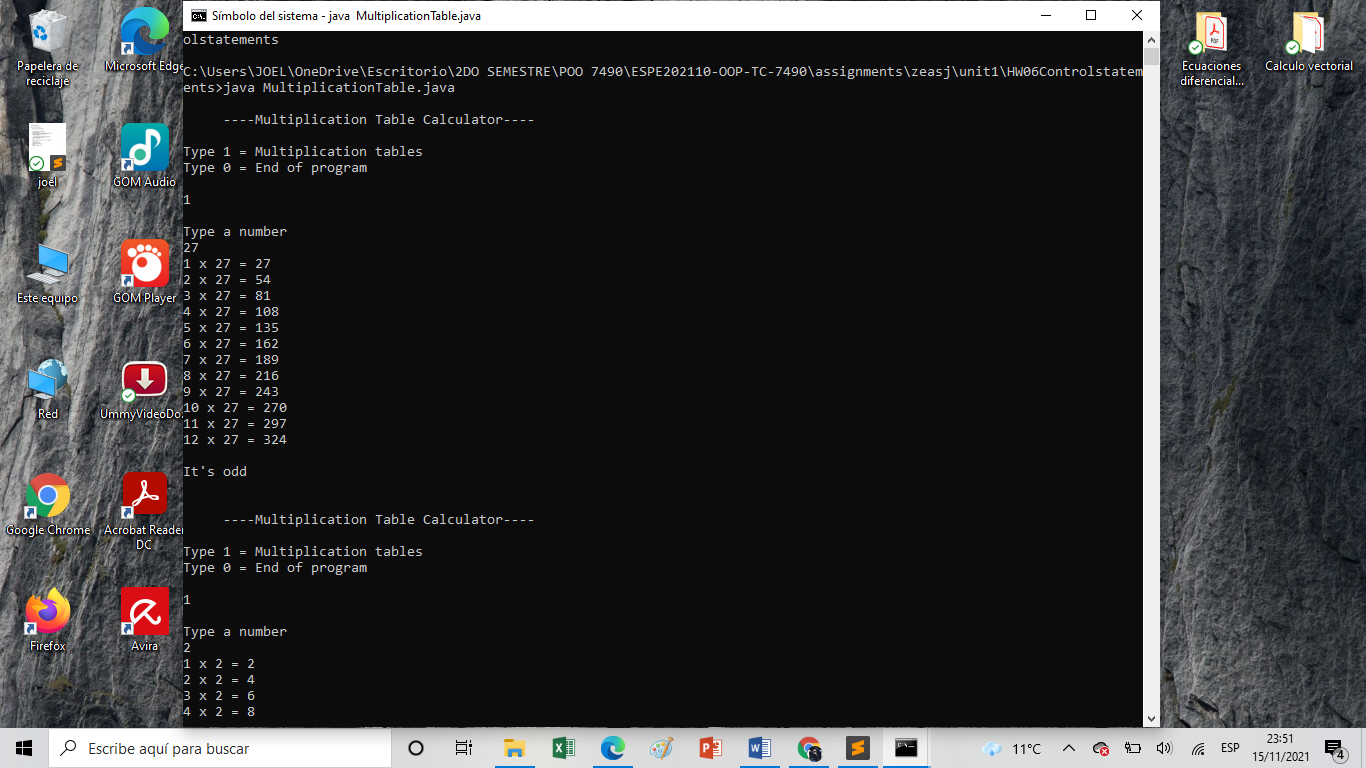 Papelera de
reciclaje
Microsoft Edge
joel
GOM Audio
Este equipo
GOM Player
Red
UmmyVideoDo
Google Chrome
Acrobat Reader
DC
Firefox
Avira
Símbolo del sistema - java  MultiplicationTable.java
olstatements
C:\Users\JOEL\OneDrive\Escritorio\2DO SEMESTRE\POO 7490\ESPE202110-OOP-TC-7490\assignments\zeasj\unit1\HW06Controlstatem
ents>java MultiplicationTable.java
----Multiplication Table Calculator----
Type 1 = Multiplication tables
Type 0 = End of program
1
Type a number
27
1 x 27 = 27
2 x 27 = 54
3 x 27 = 81
4 x 27 = 108
5 x 27 = 135
6 x 27 = 162
7 x 27 = 189
8 x 27 = 216
9 x 27 = 243
10 x 27 = 270
11 x 27 = 297
12 x 27 = 324
It's odd
----Multiplication Table Calculator----
Type 1 = Multiplication tables
Type 0 = End of program
1
Type a number
2
1 x 2 = 2
2 x 2 = 4
3 x 2 = 6
4 x 2 = 8
PDF
Ecuaciones
diferencial...
Calculo vectorial
Escribe aquí para buscar
11°C
ESP
23:51
15/11/2021
4